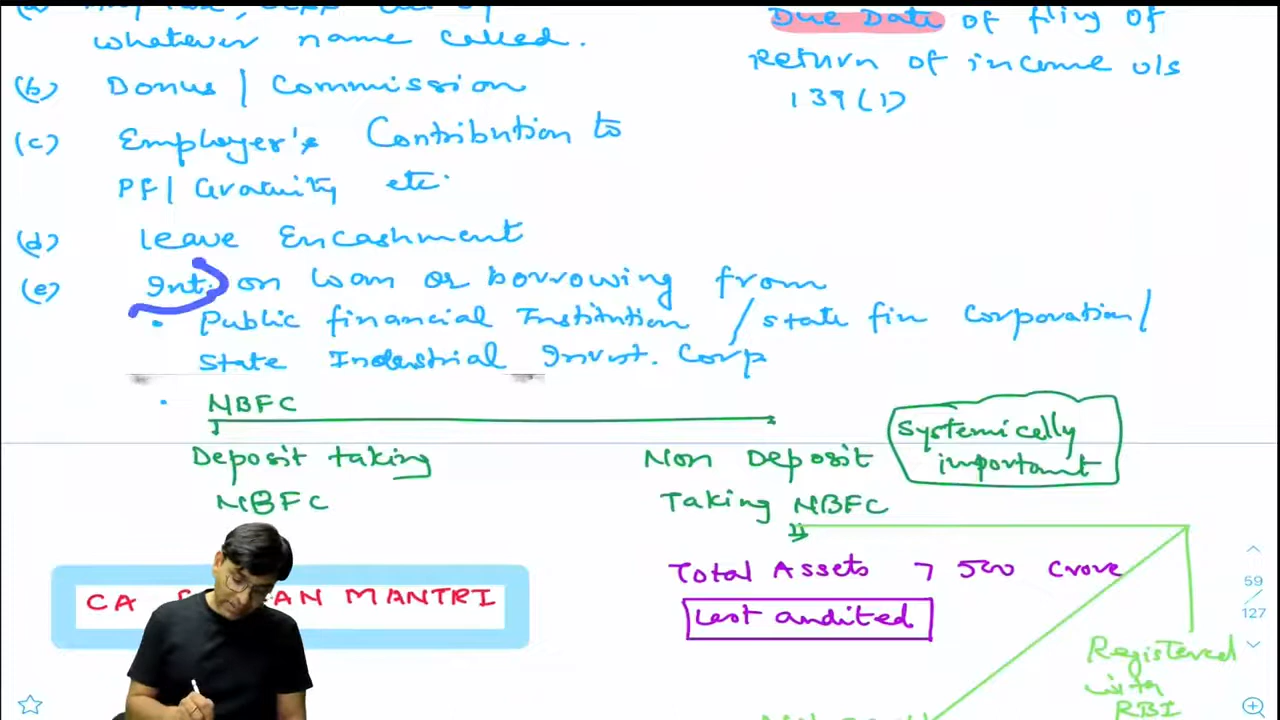 whatever name called.
(b) Bonus / Commission
(c) Employer's Contribution to
PF / Gratuity etc.
(d) Leave Encashment
(e) Int. on loan or borrowing from
• Public financial Institution / State fin corporation /
State Industrial Invst. Corp
Due Date of filing of
Return of income u/s
139(1)
• NBFC
Deposit taking
NBFC
Non Deposit
Taking NBFC
Systemically
important
Total Assets > 500 crore
Last audited
Registered
with
RBI
CA MANTRI
59
127